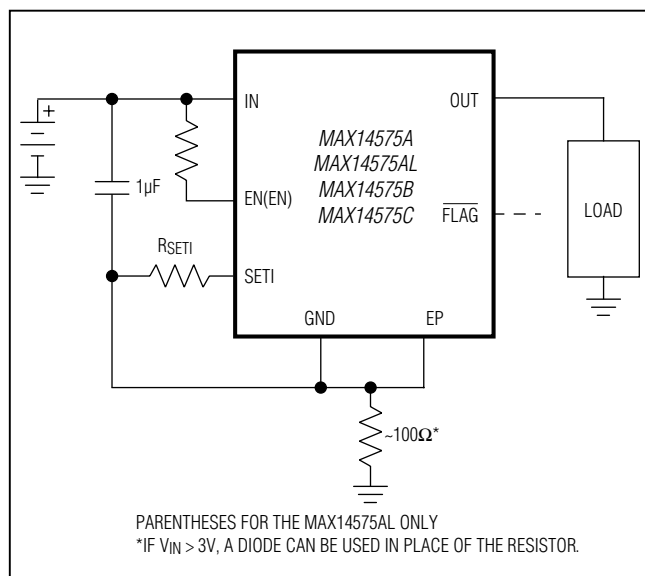 IN
OUT
MAX14575A
MAX14575AL
MAX14575B
MAX14575C
+
1µF
EN(EN)
FLAG
LOAD
RSETI
SETI
GND
EP
~100Ω*
PARENTHESES FOR THE MAX14575AL ONLY
*IF VIN > 3V, A DIODE CAN BE USED IN PLACE OF THE RESISTOR.